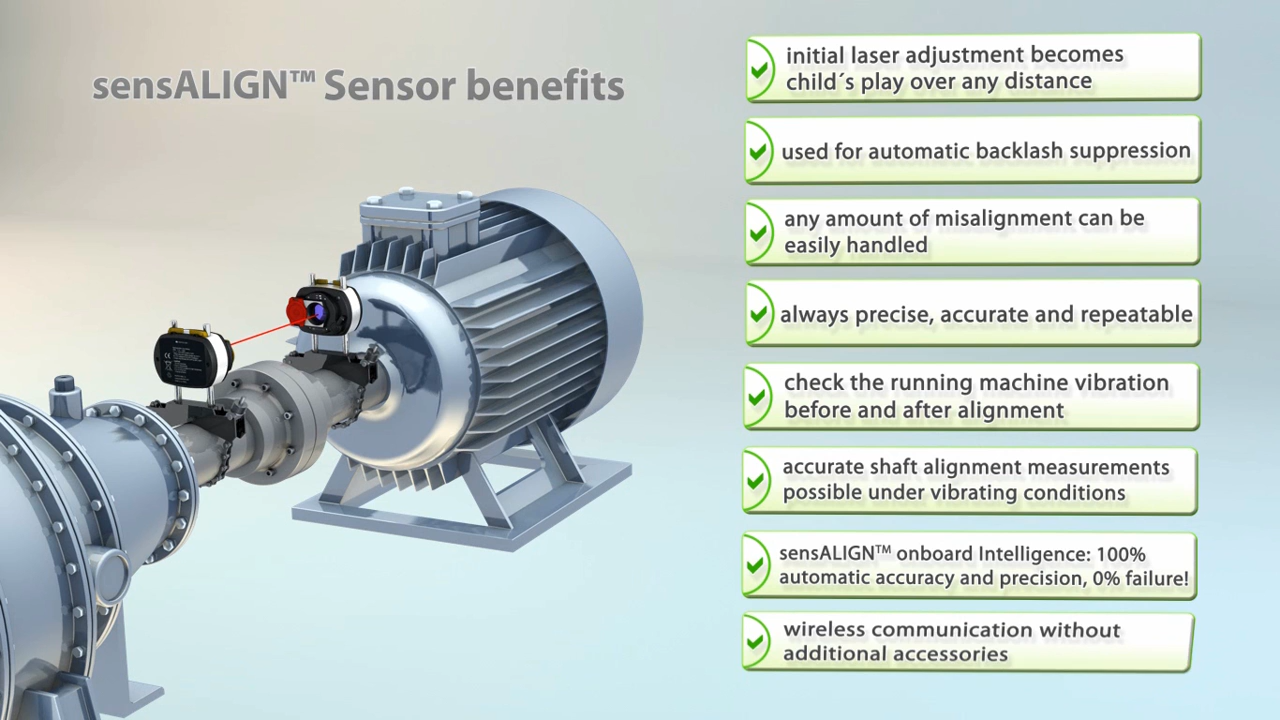 sensALIGN™ Sensor benefits
initial laser adjustment becomes
child´s play over any distance
used for automatic backlash suppression
any amount of misalignment can be
easily handled
always precise, accurate and repeatable
check the running machine vibration
before and after alignment
accurate shaft alignment measurements
possible under vibrating conditions
sensALIGN™ onboard Intelligence: 100%
automatic accuracy and precision, 0% failure!
wireless communication without
additional accessories